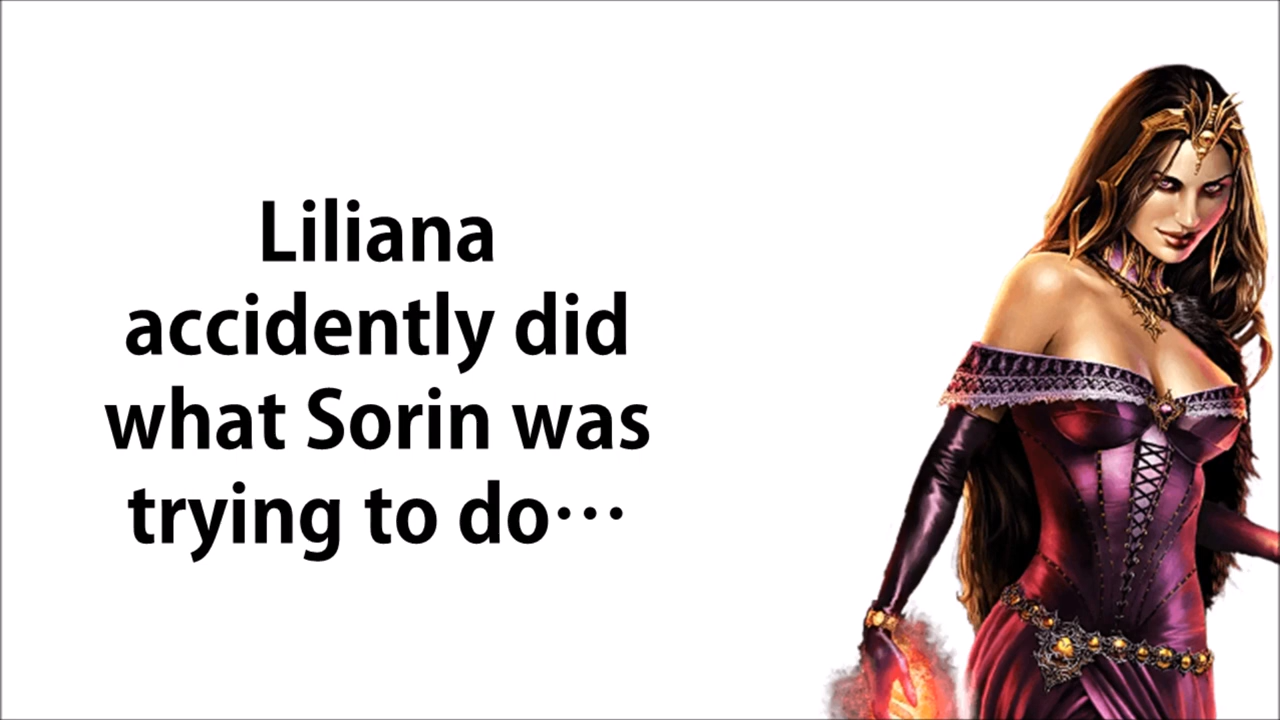 Liliana
accidently did
what Sorin was
trying to do…